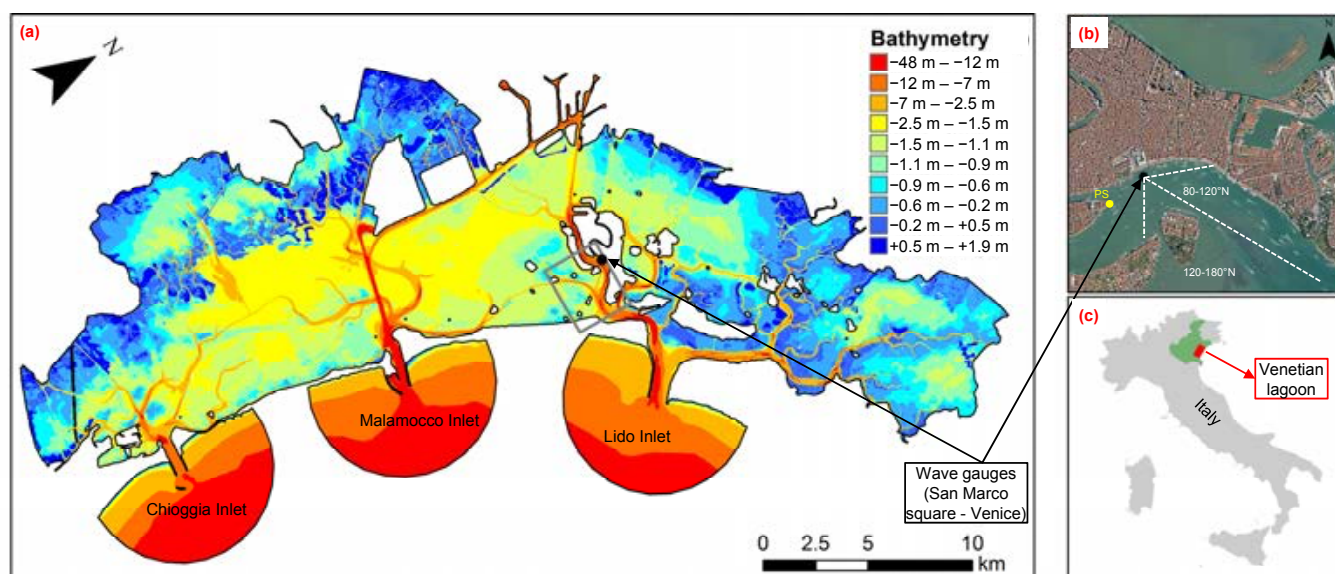 (a)
N
Bathymetry
−48 m – −12 m
−12 m – −7 m
−7 m – −2.5 m
−2.5 m – −1.5 m
−1.5 m – −1.1 m
−1.1 m – −0.9 m
−0.9 m – −0.6 m
−0.6 m – −0.2 m
−0.2 m – +0.5 m
+0.5 m – +1.9 m
Chioggia Inlet
Malamocco Inlet
Lido Inlet
Wave gauges
(San Marco
square - Venice)
0 2.5 5 10
km
(b)
N
PS
80-120°N
120-180°N
(c)
Italy
Venetian
lagoon